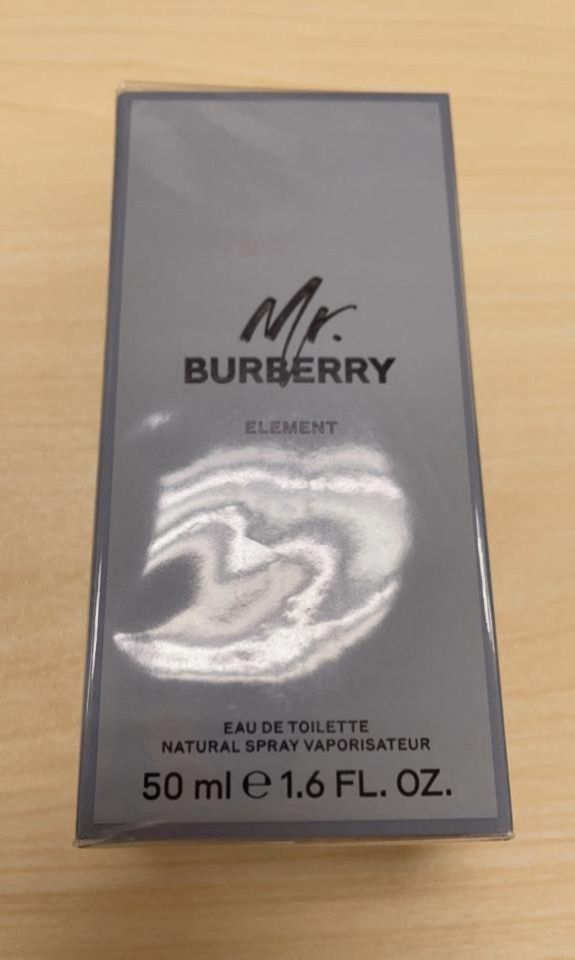 Mr.
BURBERRY
ELEMENT
EAU DE TOILETTE
NATURAL SPRAY VAPORISATEUR
50 ml ℮ 1.6 FL. OZ.